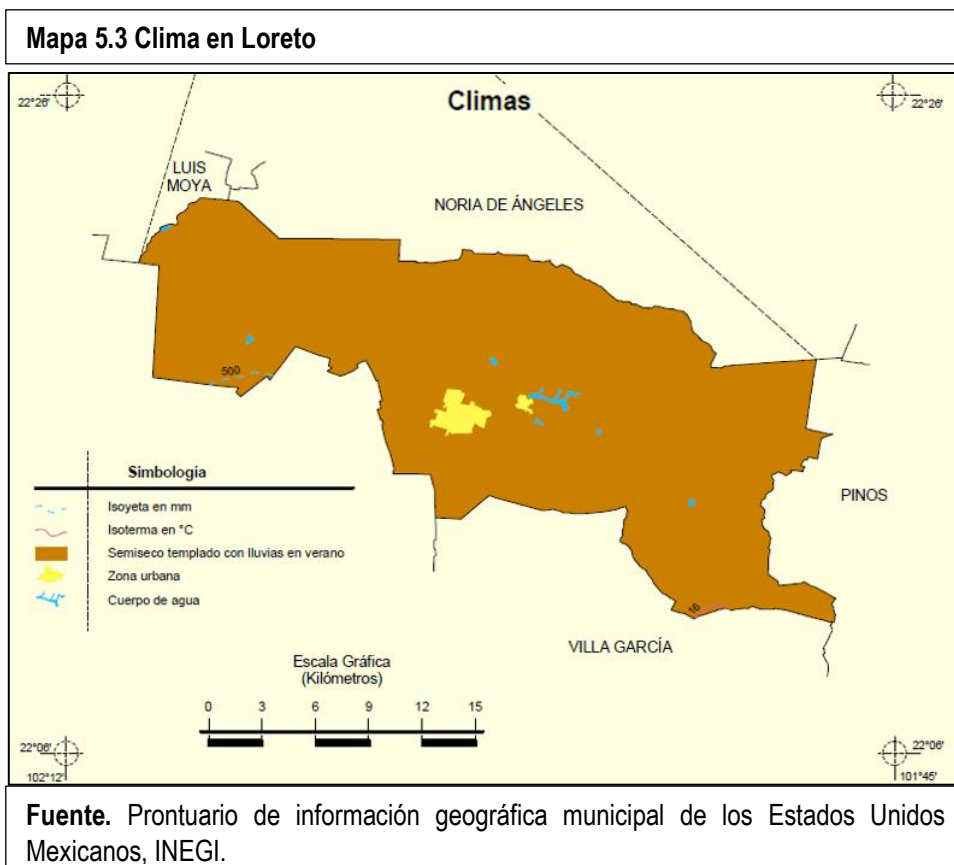 Mapa 5.3 Clima en Loreto
22°26'
Climas
22°26'
LUIS
MOYA
NORIA DE ÁNGELES
500
Simbología
Isoyeta en mm
Isoterma en °C
Semiseco templado con lluvias en verano
Zona urbana
Cuerpo de agua
PINOS
16
VILLA GARCÍA
Escala Gráfica
(Kilómetros)
0 3 6 9 12 15
22°06'
102°12'
22°06'
101°45'
Fuente. Prontuario de información geográfica municipal de los Estados Unidos
Mexicanos, INEGI.